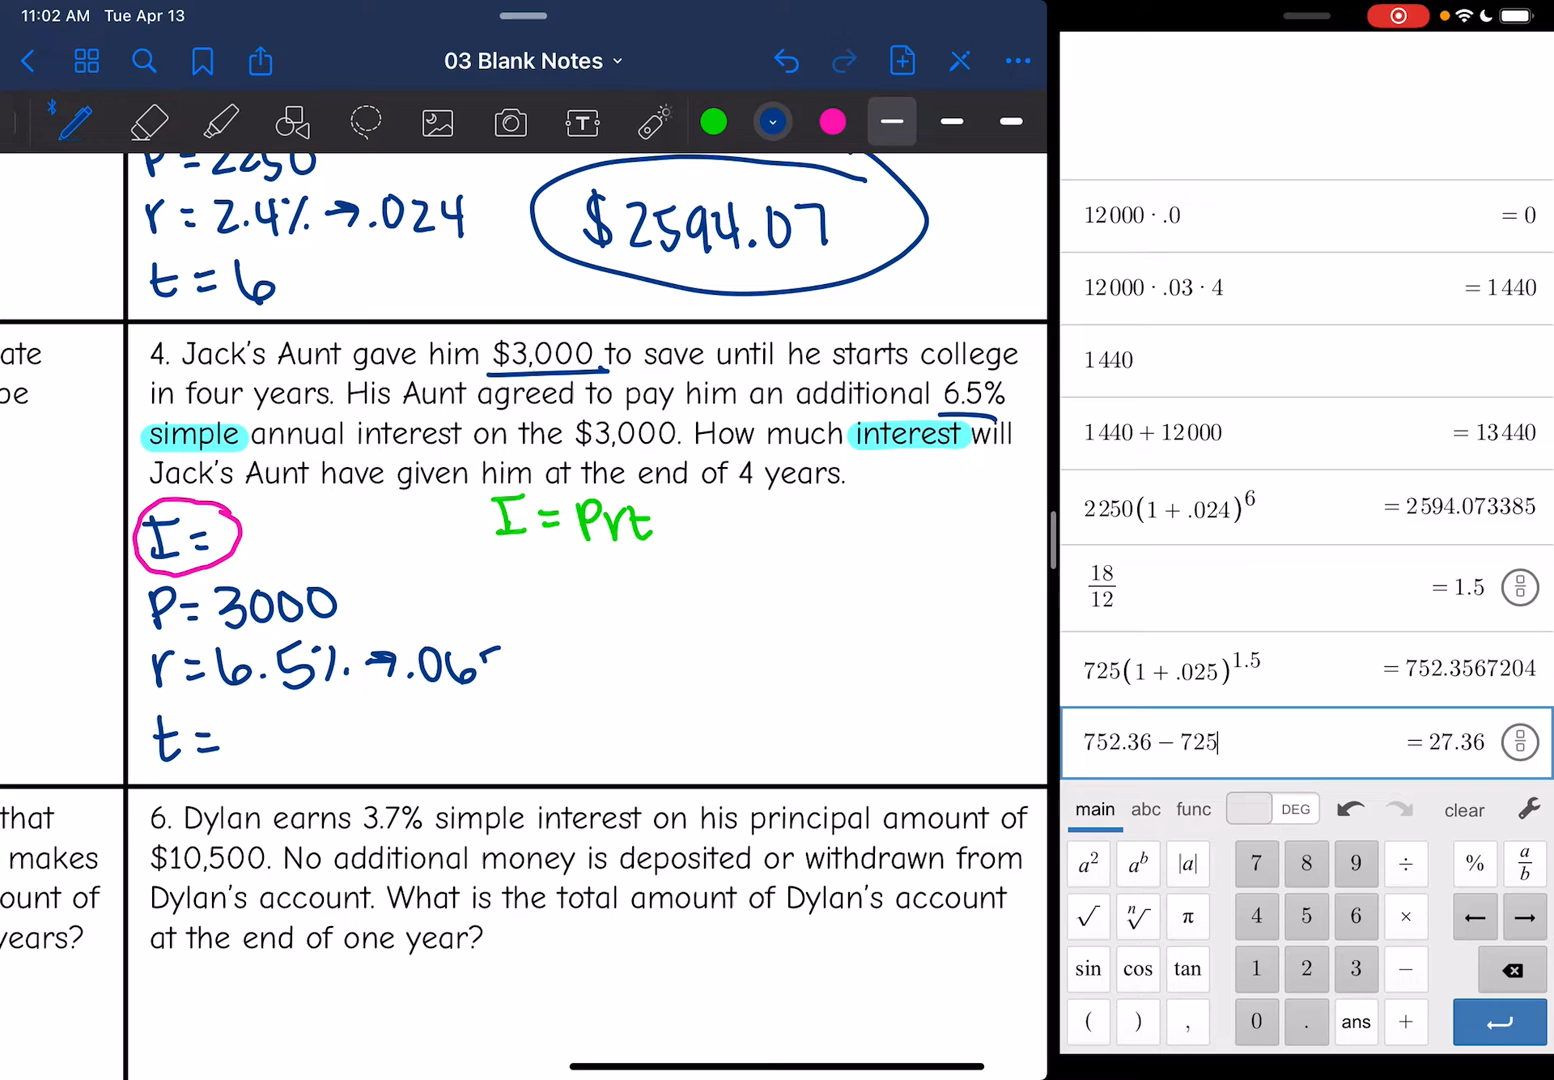 11:02 AM Tue Apr 13
03 Blank Notes
T
P = 2250
r = 2.4% → .024
t = 6
$2594.07
ate
be
4. Jack's Aunt gave him $3,000 to save until he starts college
in four years. His Aunt agreed to pay him an additional 6.5%
simple annual interest on the $3,000. How much interest will
Jack's Aunt have given him at the end of 4 years.
I =
I = Prt
P = 3000
r = 6.5% → .065
t =
that
makes
ount of
years?
6. Dylan earns 3.7% simple interest on his principal amount of
$10,500. No additional money is deposited or withdrawn from
Dylan's account. What is the total amount of Dylan's account
at the end of one year?
12000 · .0 = 0
12000 · .03 · 4 = 1440
1440
1440 + 12000 = 13440
2250(1 + .024)^6 = 2594.073385
18/12 = 1.5
725(1 + .025)^1.5 = 752.3567204
752.36 − 725 = 27.36
main abc func DEG clear
a² aᵇ |a| 7 8 9 ÷ % a/b
√ ⁿ√ π 4 5 6 × ← →
sin cos tan 1 2 3 −
( ) , 0 . ans +